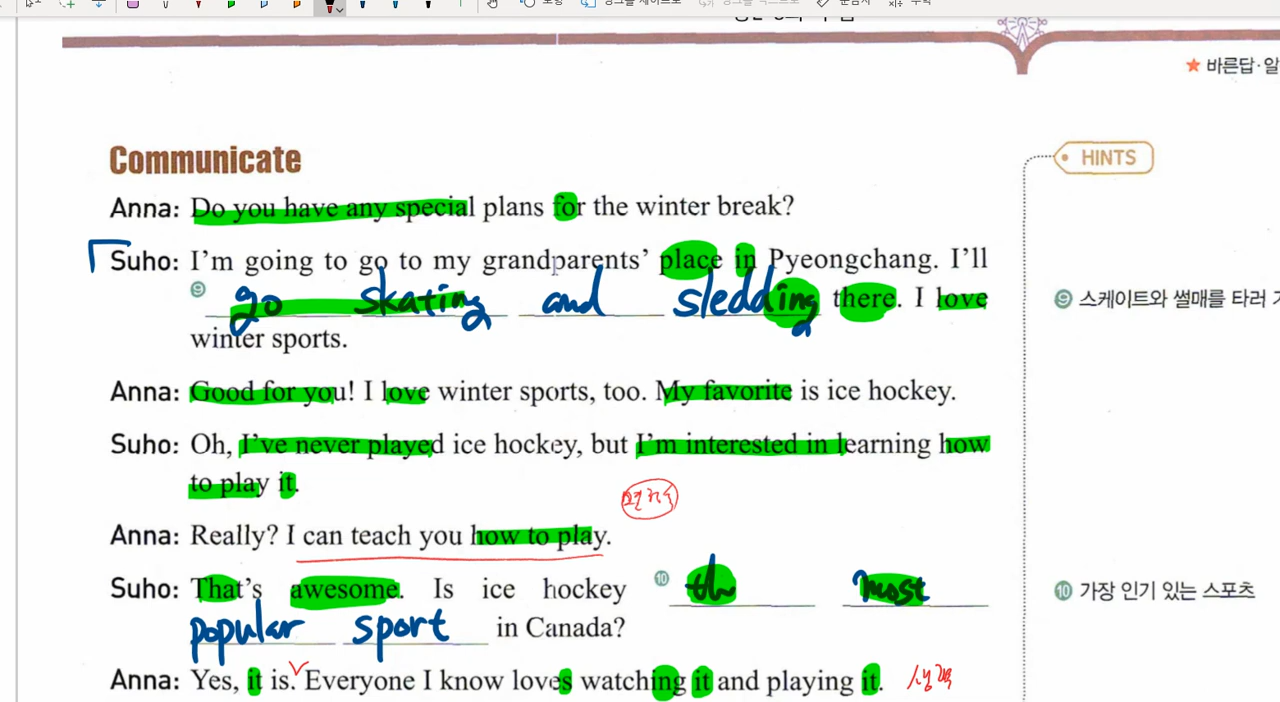 ★ 바른답·알
Communicate
HINTS
Anna: Do you have any special plans for the winter break?
Suho: I'm going to go to my grandparents' place in Pyeongchang. I'll
⑨ go skating and sledding there. I love
⑨ 스케이트와 썰매를 타러
winter sports.
Anna: Good for you! I love winter sports, too. My favorite is ice hockey.
Suho: Oh, I've never played ice hockey, but I'm interested in learning how
to play it.
Anna: Really? I can teach you how to play.
Suho: That's awesome. Is ice hockey ⑩ the most
⑩ 가장 인기 있는 스포츠
popular sport in Canada?
Anna: Yes, it is. Everyone I know loves watching it and playing it. 생략